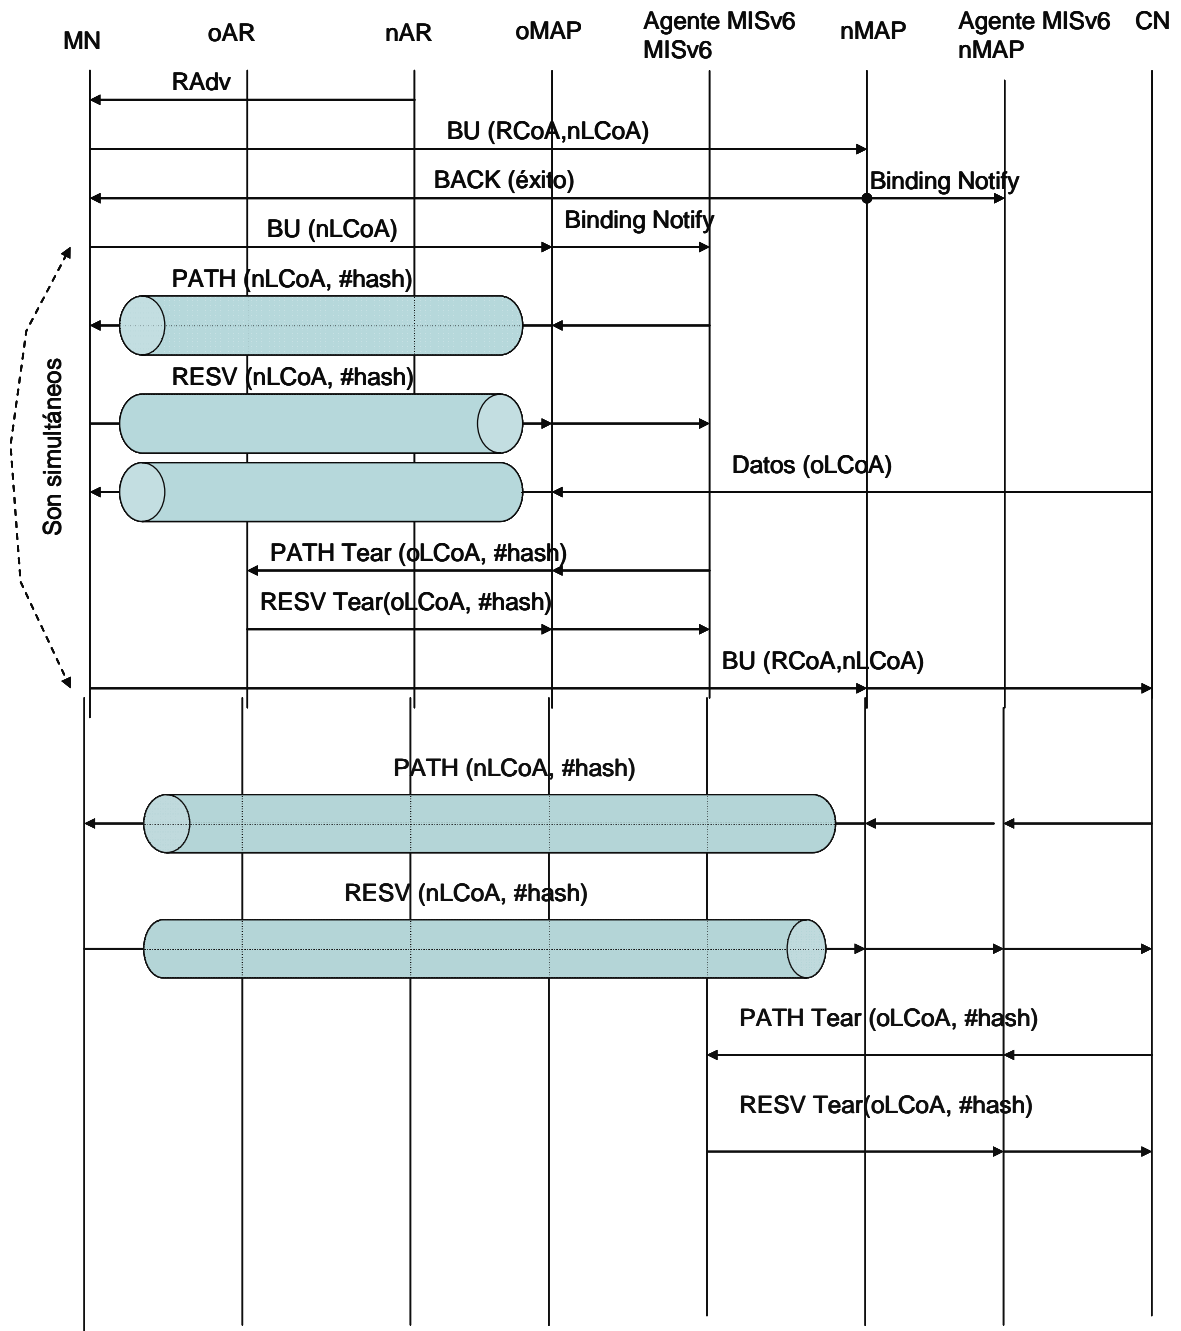 MN
oAR
nAR
oMAP
Agente MISv6
MISv6
nMAP
Agente MISv6
nMAP
CN
RAdv
BU (RCoA,nLCoA)
BACK (éxito)
Binding Notify
BU (nLCoA)
Binding Notify
PATH (nLCoA, #hash)
RESV (nLCoA, #hash)
Son simultáneos
Datos (oLCoA)
PATH Tear (oLCoA, #hash)
RESV Tear(oLCoA, #hash)
BU (RCoA,nLCoA)
PATH (nLCoA, #hash)
RESV (nLCoA, #hash)
PATH Tear (oLCoA, #hash)
RESV Tear(oLCoA, #hash)